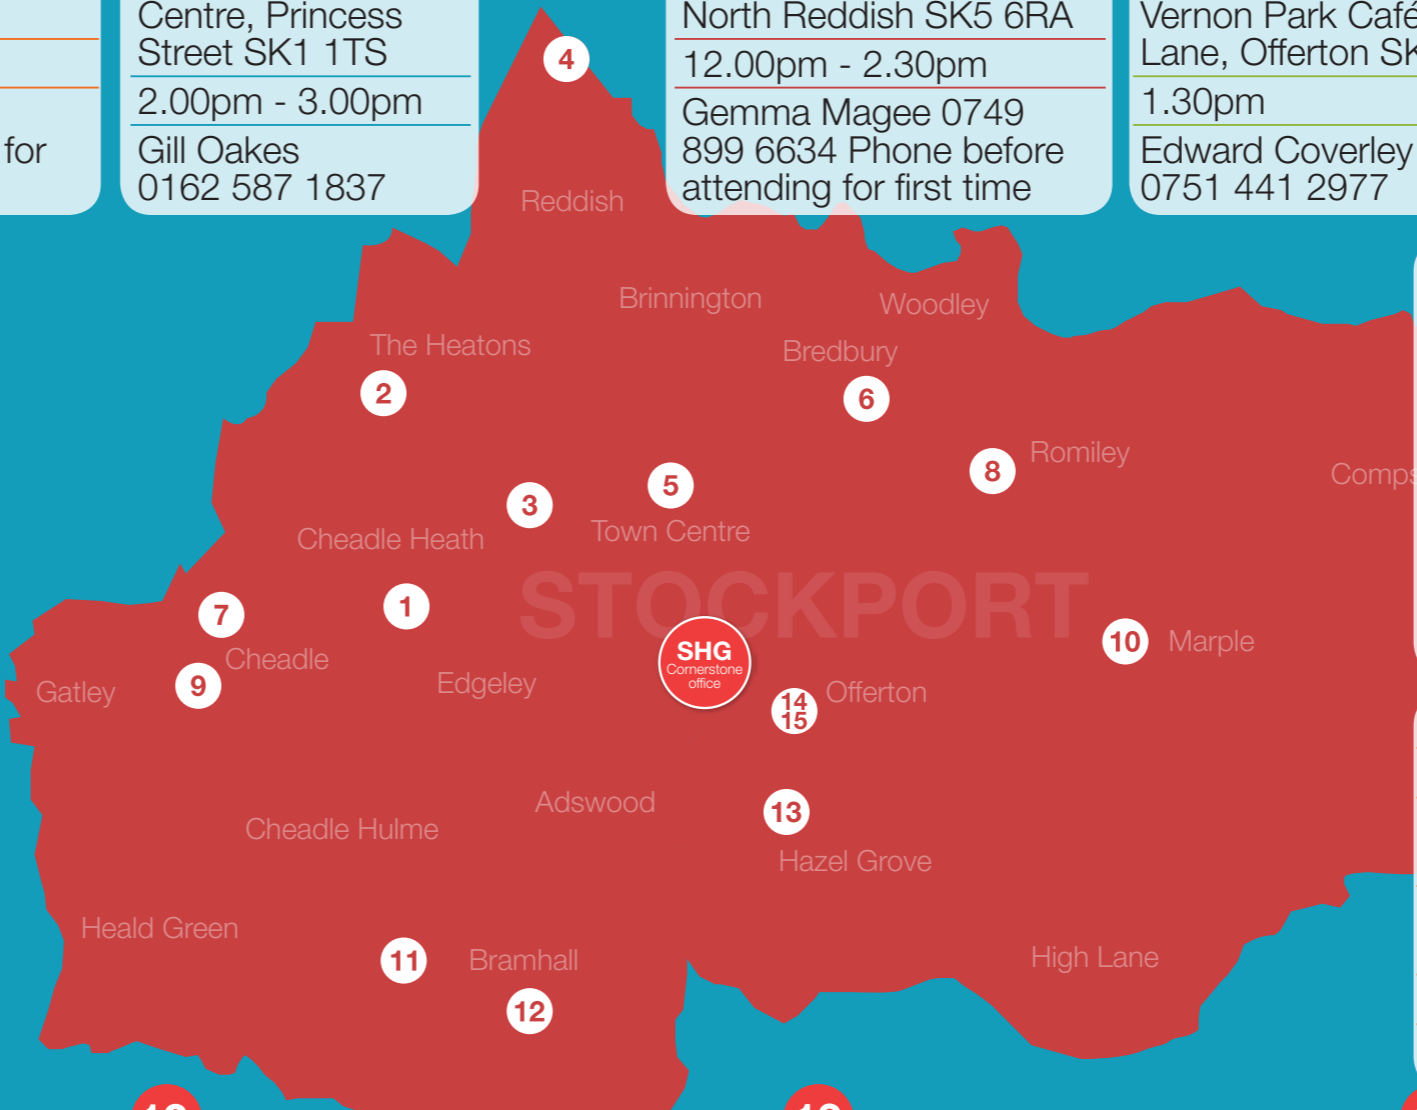 for
Centre, Princess
Street SK1 1TS
2.00pm - 3.00pm
Gill Oakes
0162 587 1837
North Reddish SK5 6RA
12.00pm - 2.30pm
Gemma Magee 0749
899 6634 Phone before
attending for first time
Vernon Park Café
Lane, Offerton SK
1.30pm
Edward Coverley
0751 441 2977
4
Reddish
Brinnington
Woodley
The Heatons
Bredbury
2
6
Romiley
8
Comps
5
3
Town Centre
Cheadle Heath
STOCKPORT
1
7
10
Marple
SHG
Cornerstone
office
Cheadle
9
Gatley
Edgeley
14
15
Offerton
Adswood
13
Cheadle Hulme
Hazel Grove
Heald Green
11
Bramhall
High Lane
12